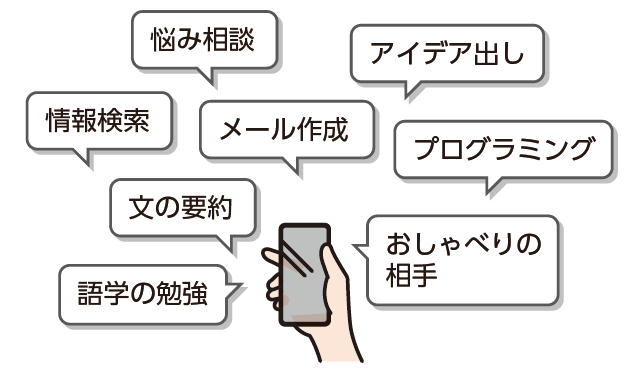 悩み相談
アイデア出し
情報検索
メール作成
プログラミング
文の要約
おしゃべりの
相手
語学の勉強